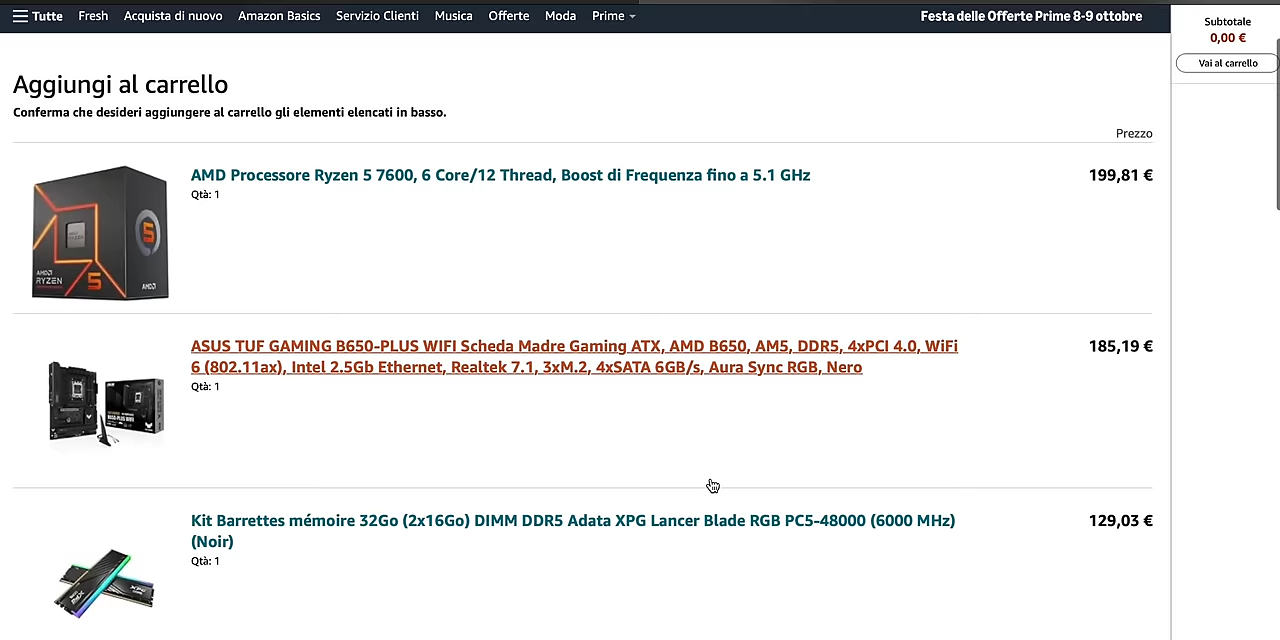 Tutte Fresh Acquista di nuovo Amazon Basics Servizio Clienti Musica Offerte Moda Prime Festa delle Offerte Prime 8-9 ottobre
Subtotale
0,00 €
Vai al carrello
Aggiungi al carrello
Conferma che desideri aggiungere al carrello gli elementi elencati in basso.
Prezzo
AMD Processore Ryzen 5 7600, 6 Core/12 Thread, Boost di Frequenza fino a 5.1 GHz 199,81 €
Qtà: 1
5
AMD
RYZEN 5
AMD
ASUS TUF GAMING B650-PLUS WIFI Scheda Madre Gaming ATX, AMD B650, AM5, DDR5, 4xPCI 4.0, WiFi 185,19 €
6 (802.11ax), Intel 2.5Gb Ethernet, Realtek 7.1, 3xM.2, 4xSATA 6GB/s, Aura Sync RGB, Nero
Qtà: 1
Kit Barrettes mémoire 32Go (2x16Go) DIMM DDR5 Adata XPG Lancer Blade RGB PC5-48000 (6000 MHz) 129,03 €
(Noir)
Qtà: 1